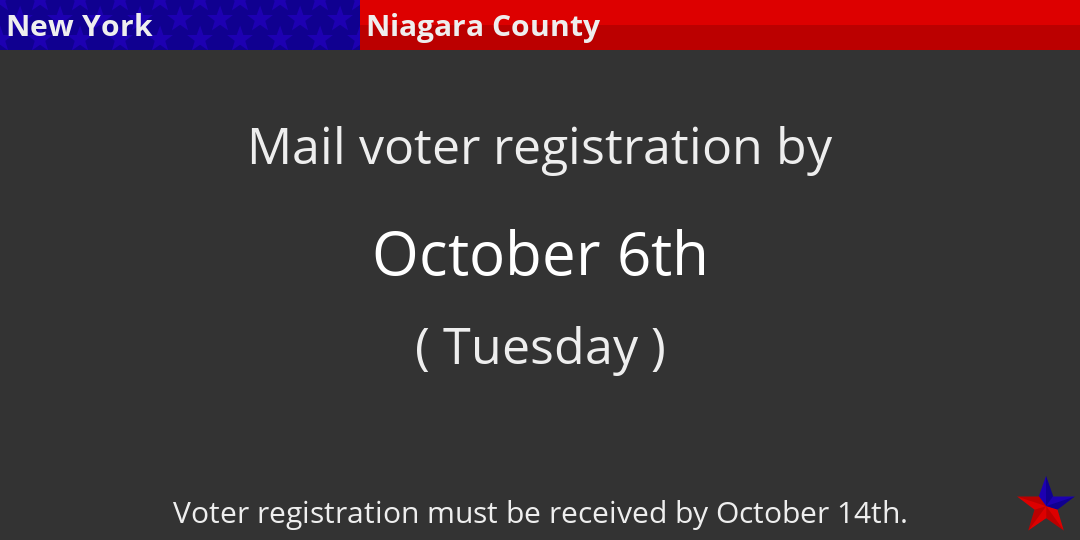 New York
Niagara County
Mail voter registration by
October 6th
( Tuesday )
Voter registration must be received by October 14th.